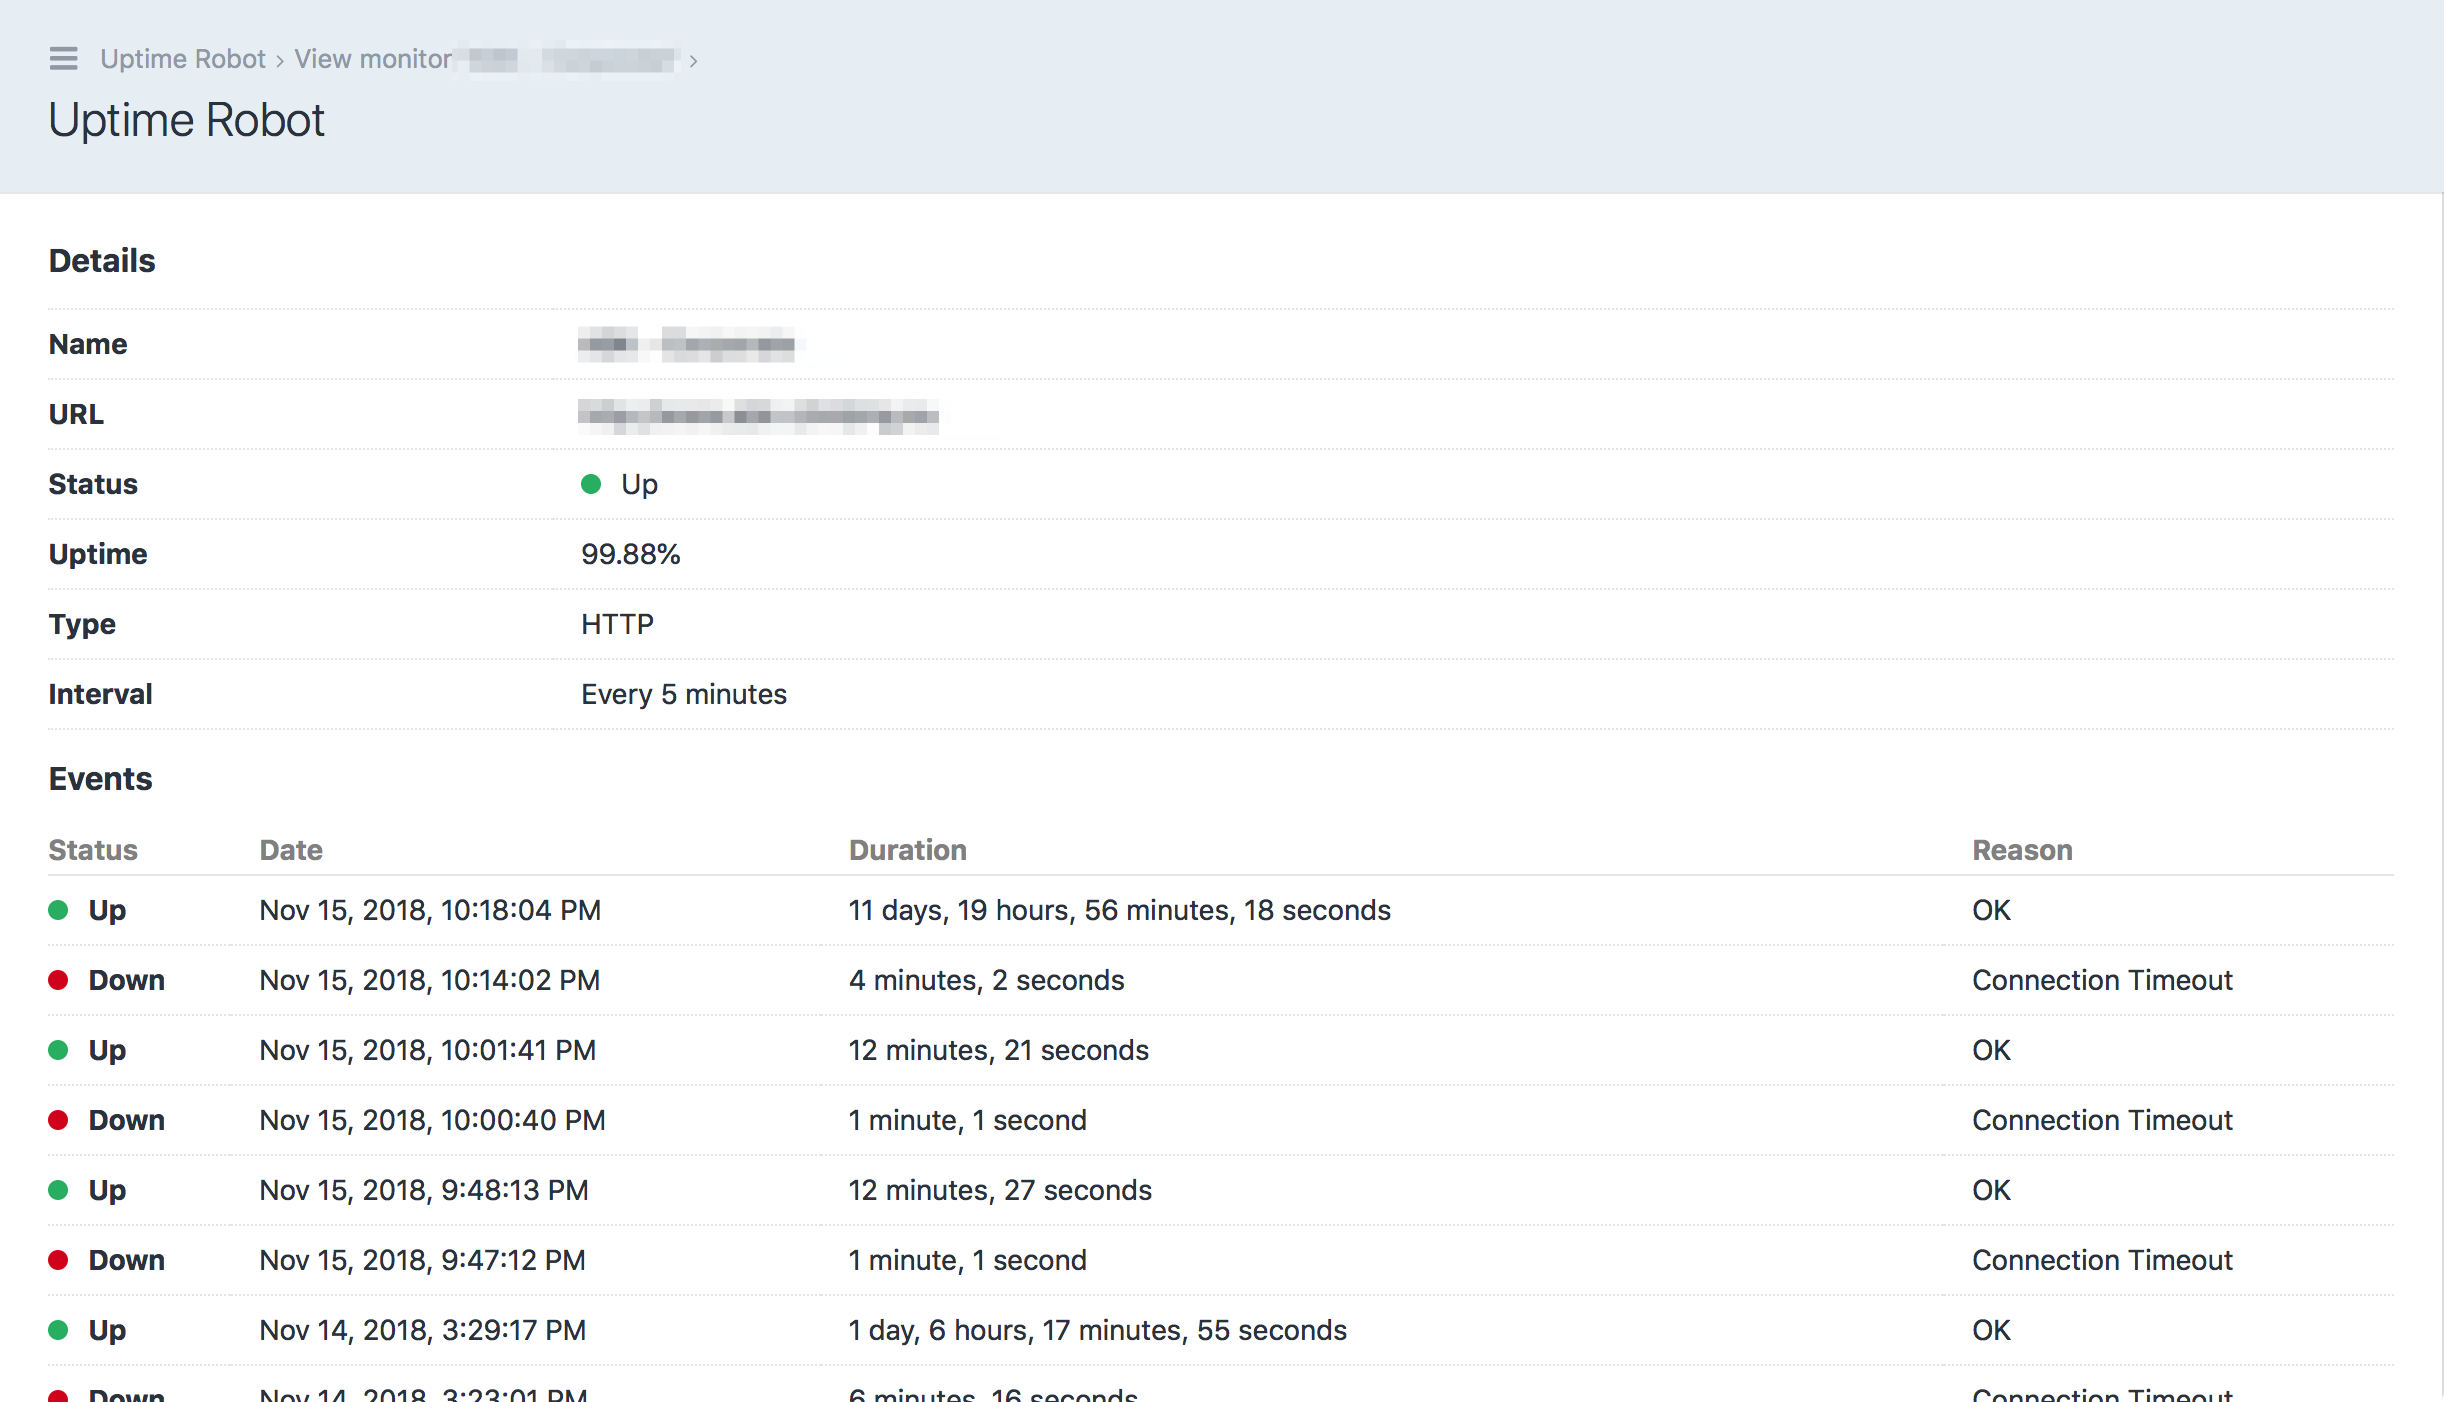 Uptime Robot › View monitor ›
Uptime Robot
Details
Name
URL
Status Up
Uptime 99.88%
Type HTTP
Interval Every 5 minutes
Events
Status Date Duration Reason
Up Nov 15, 2018, 10:18:04 PM 11 days, 19 hours, 56 minutes, 18 seconds OK
Down Nov 15, 2018, 10:14:02 PM 4 minutes, 2 seconds Connection Timeout
Up Nov 15, 2018, 10:01:41 PM 12 minutes, 21 seconds OK
Down Nov 15, 2018, 10:00:40 PM 1 minute, 1 second Connection Timeout
Up Nov 15, 2018, 9:48:13 PM 12 minutes, 27 seconds OK
Down Nov 15, 2018, 9:47:12 PM 1 minute, 1 second Connection Timeout
Up Nov 14, 2018, 3:29:17 PM 1 day, 6 hours, 17 minutes, 55 seconds OK
Down Nov 14, 2018, 3:23:01 PM 6 minutes, 16 seconds Connection Timeout